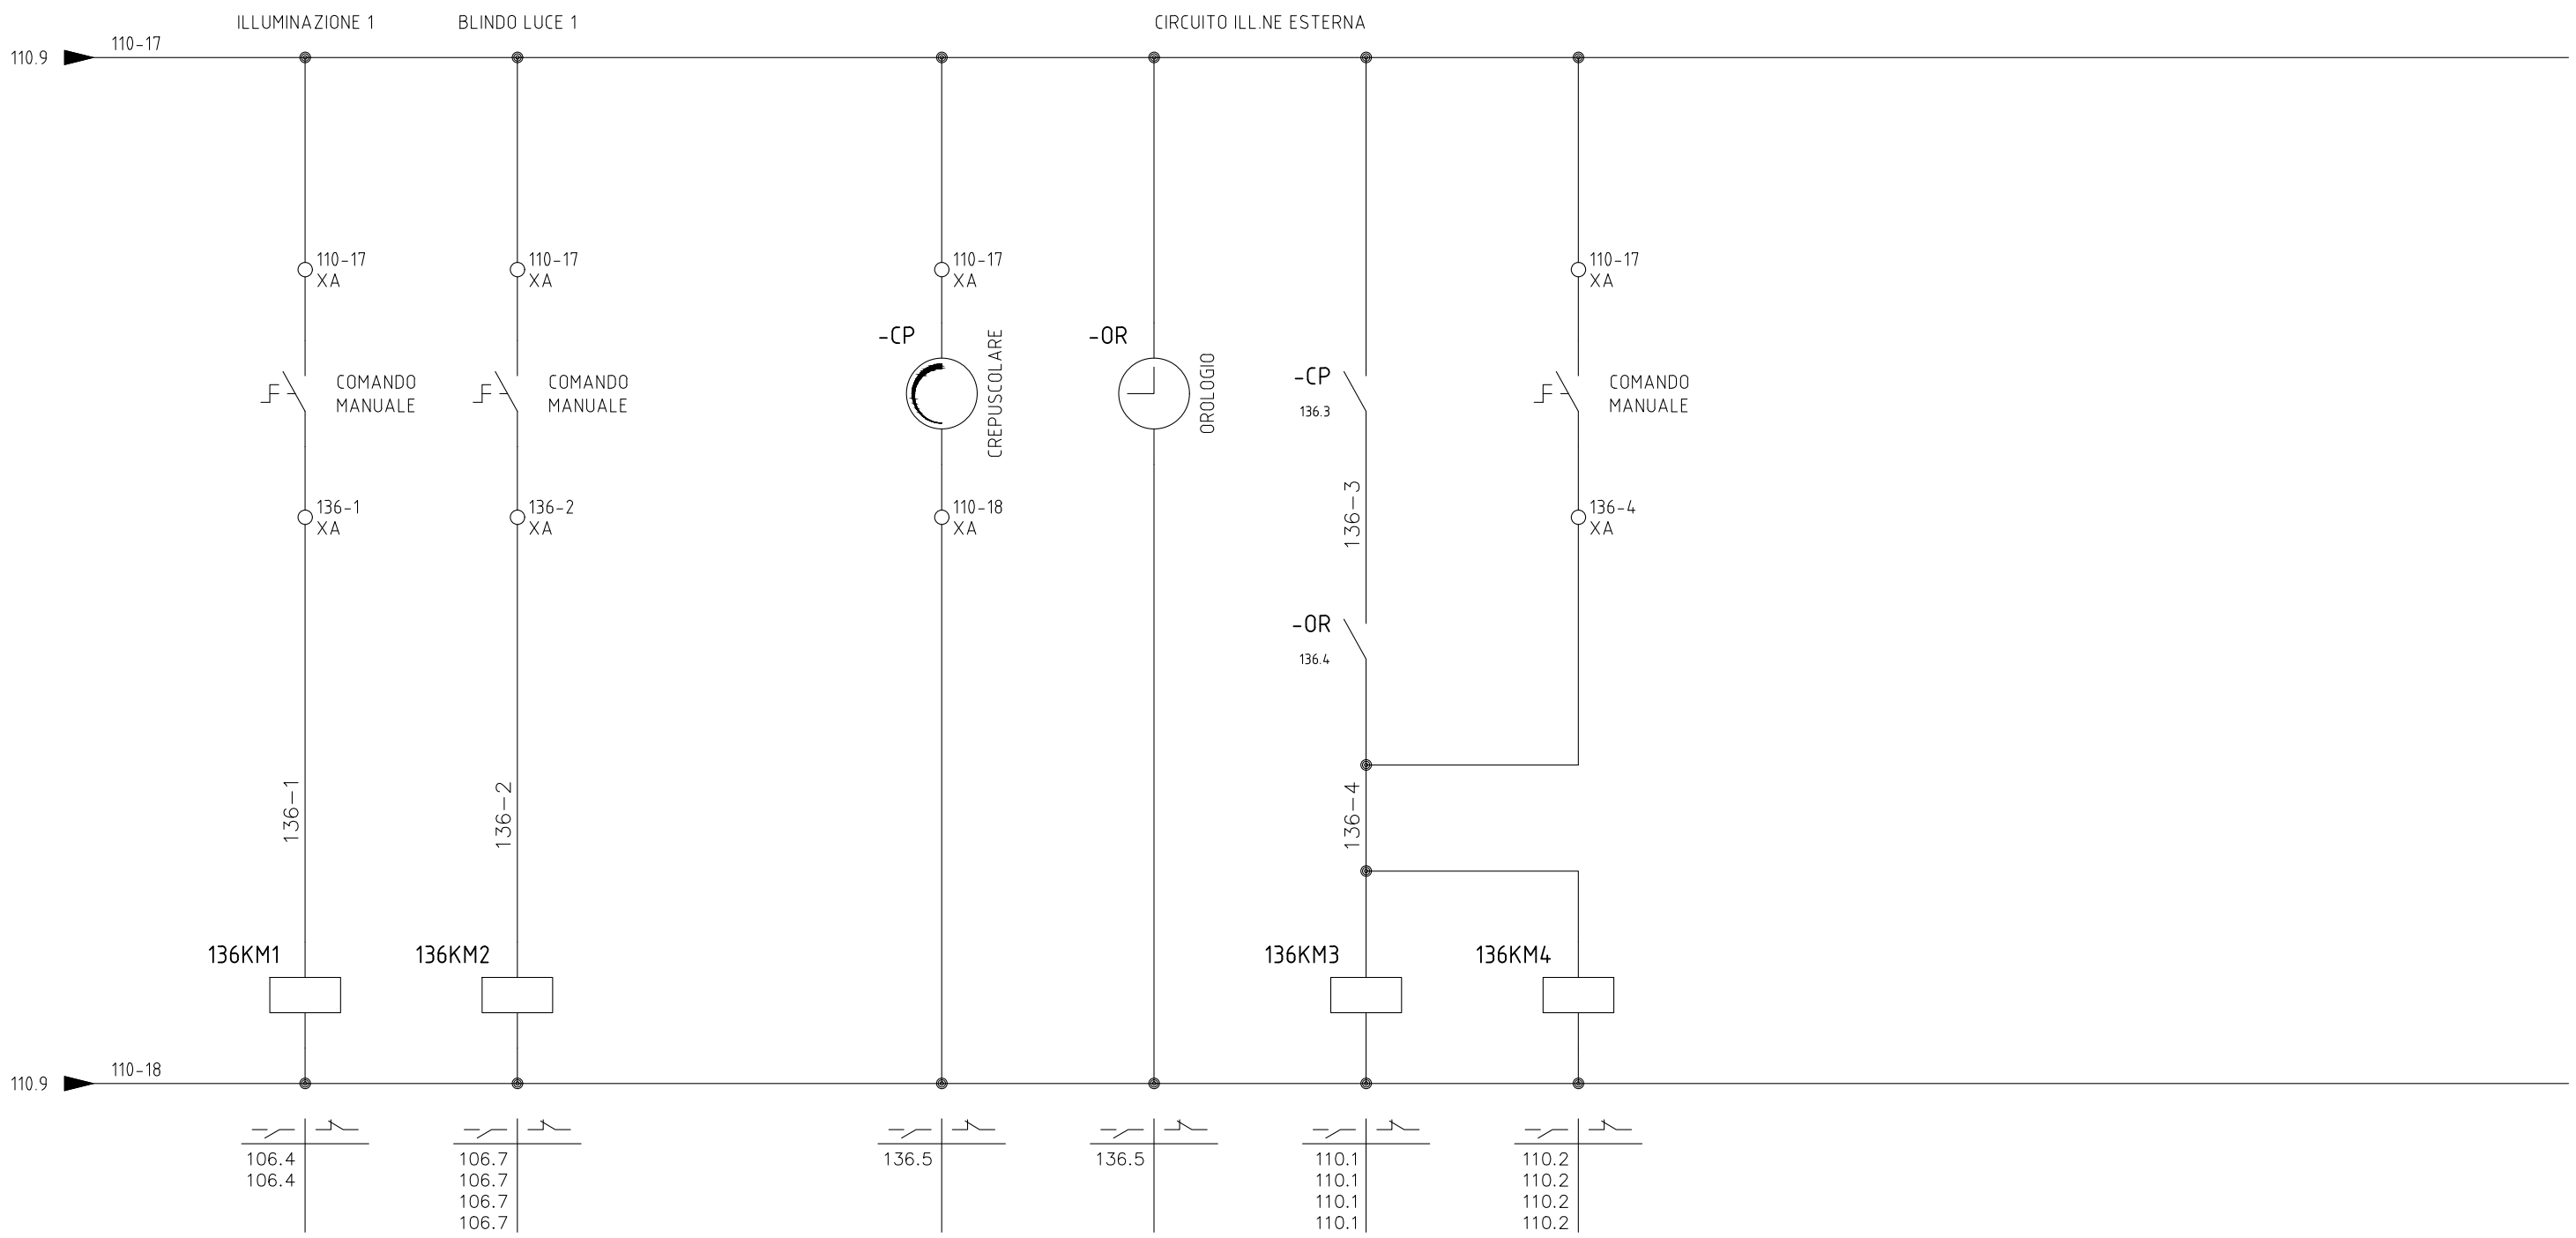 ILLUMINAZIONE 1
BLINDO LUCE 1
CIRCUITO ILL.NE ESTERNA
110.9
110-17
110-17
XA
110-17
XA
110-17
XA
110-17
XA
-CP
CREPUSCOLARE
-OR
OROLOGIO
-CP
136.3
COMANDO
MANUALE
COMANDO
MANUALE
COMANDO
MANUALE
136-1
XA
136-2
XA
110-18
XA
136-3
136-4
XA
-OR
136.4
136-1
136-2
136-4
136KM1
136KM2
136KM3
136KM4
110.9
110-18
106.4
106.4
106.7
106.7
106.7
106.7
136.5
136.5
110.1
110.1
110.1
110.1
110.2
110.2
110.2
110.2